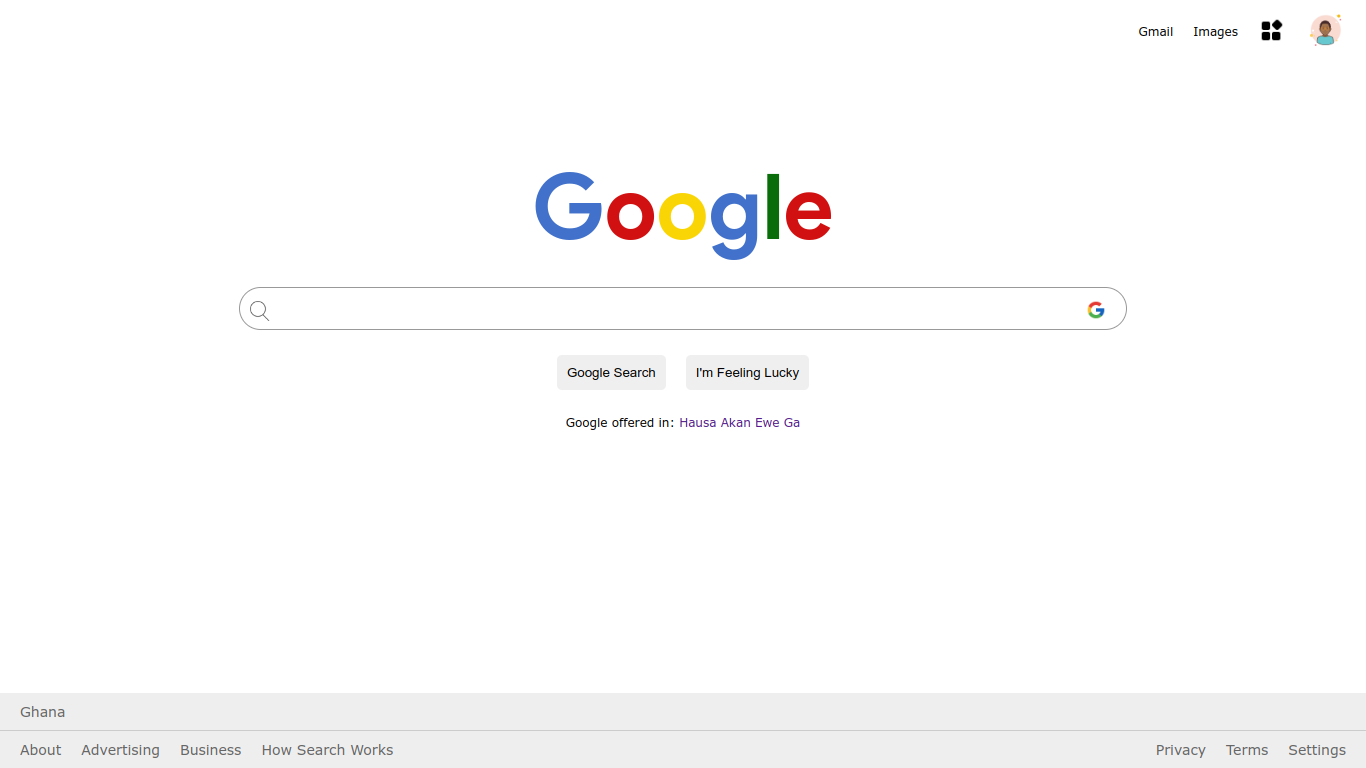 Gmail Images
Google
Google Search I'm Feeling Lucky
Google offered in: Hausa Akan Ewe Ga
Ghana
About Advertising Business How Search Works Privacy Terms Settings